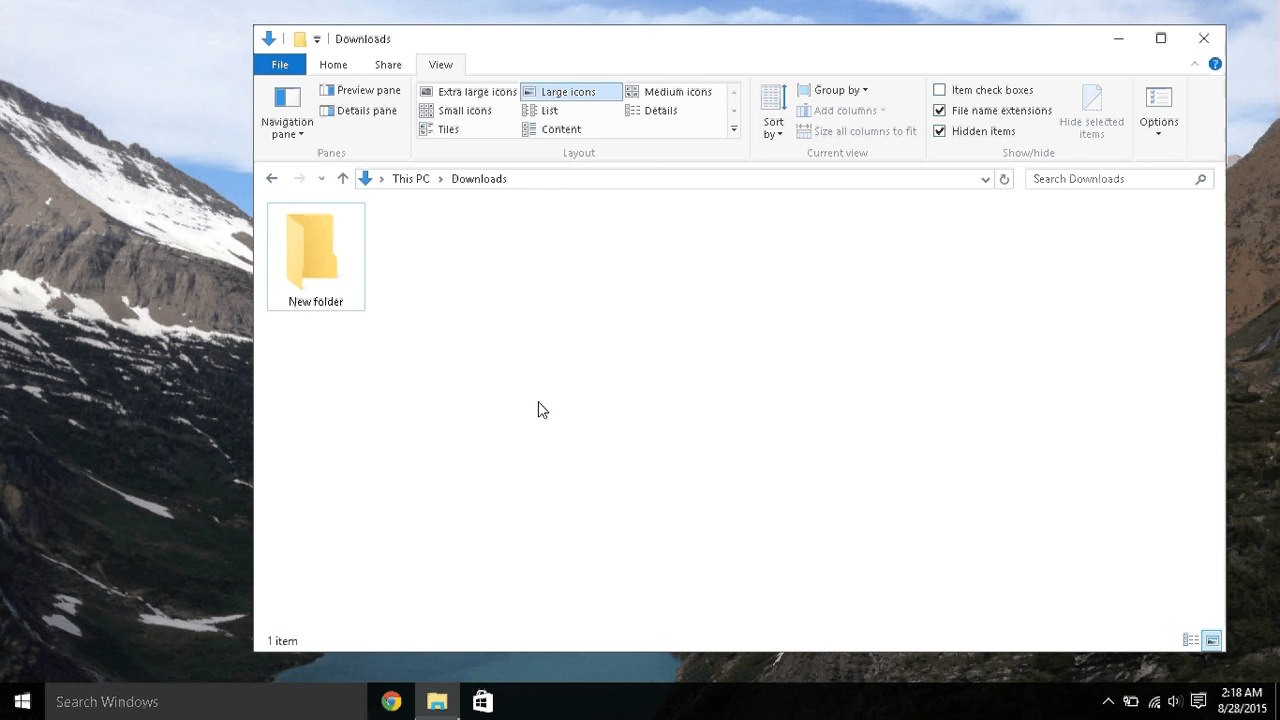 Downloads
File Home Share View
Navigation pane
Preview pane
Details pane
Panes
Extra large icons Large icons Medium icons
Small icons List Details
Tiles Content
Layout
Sort by
Group by
Add columns
Size all columns to fit
Current view
Item check boxes
File name extensions
Hidden items
Hide selected
items
Show/hide
Options
This PC Downloads
Search Downloads
New folder
1 item
Search Windows
2:18 AM
8/28/2015